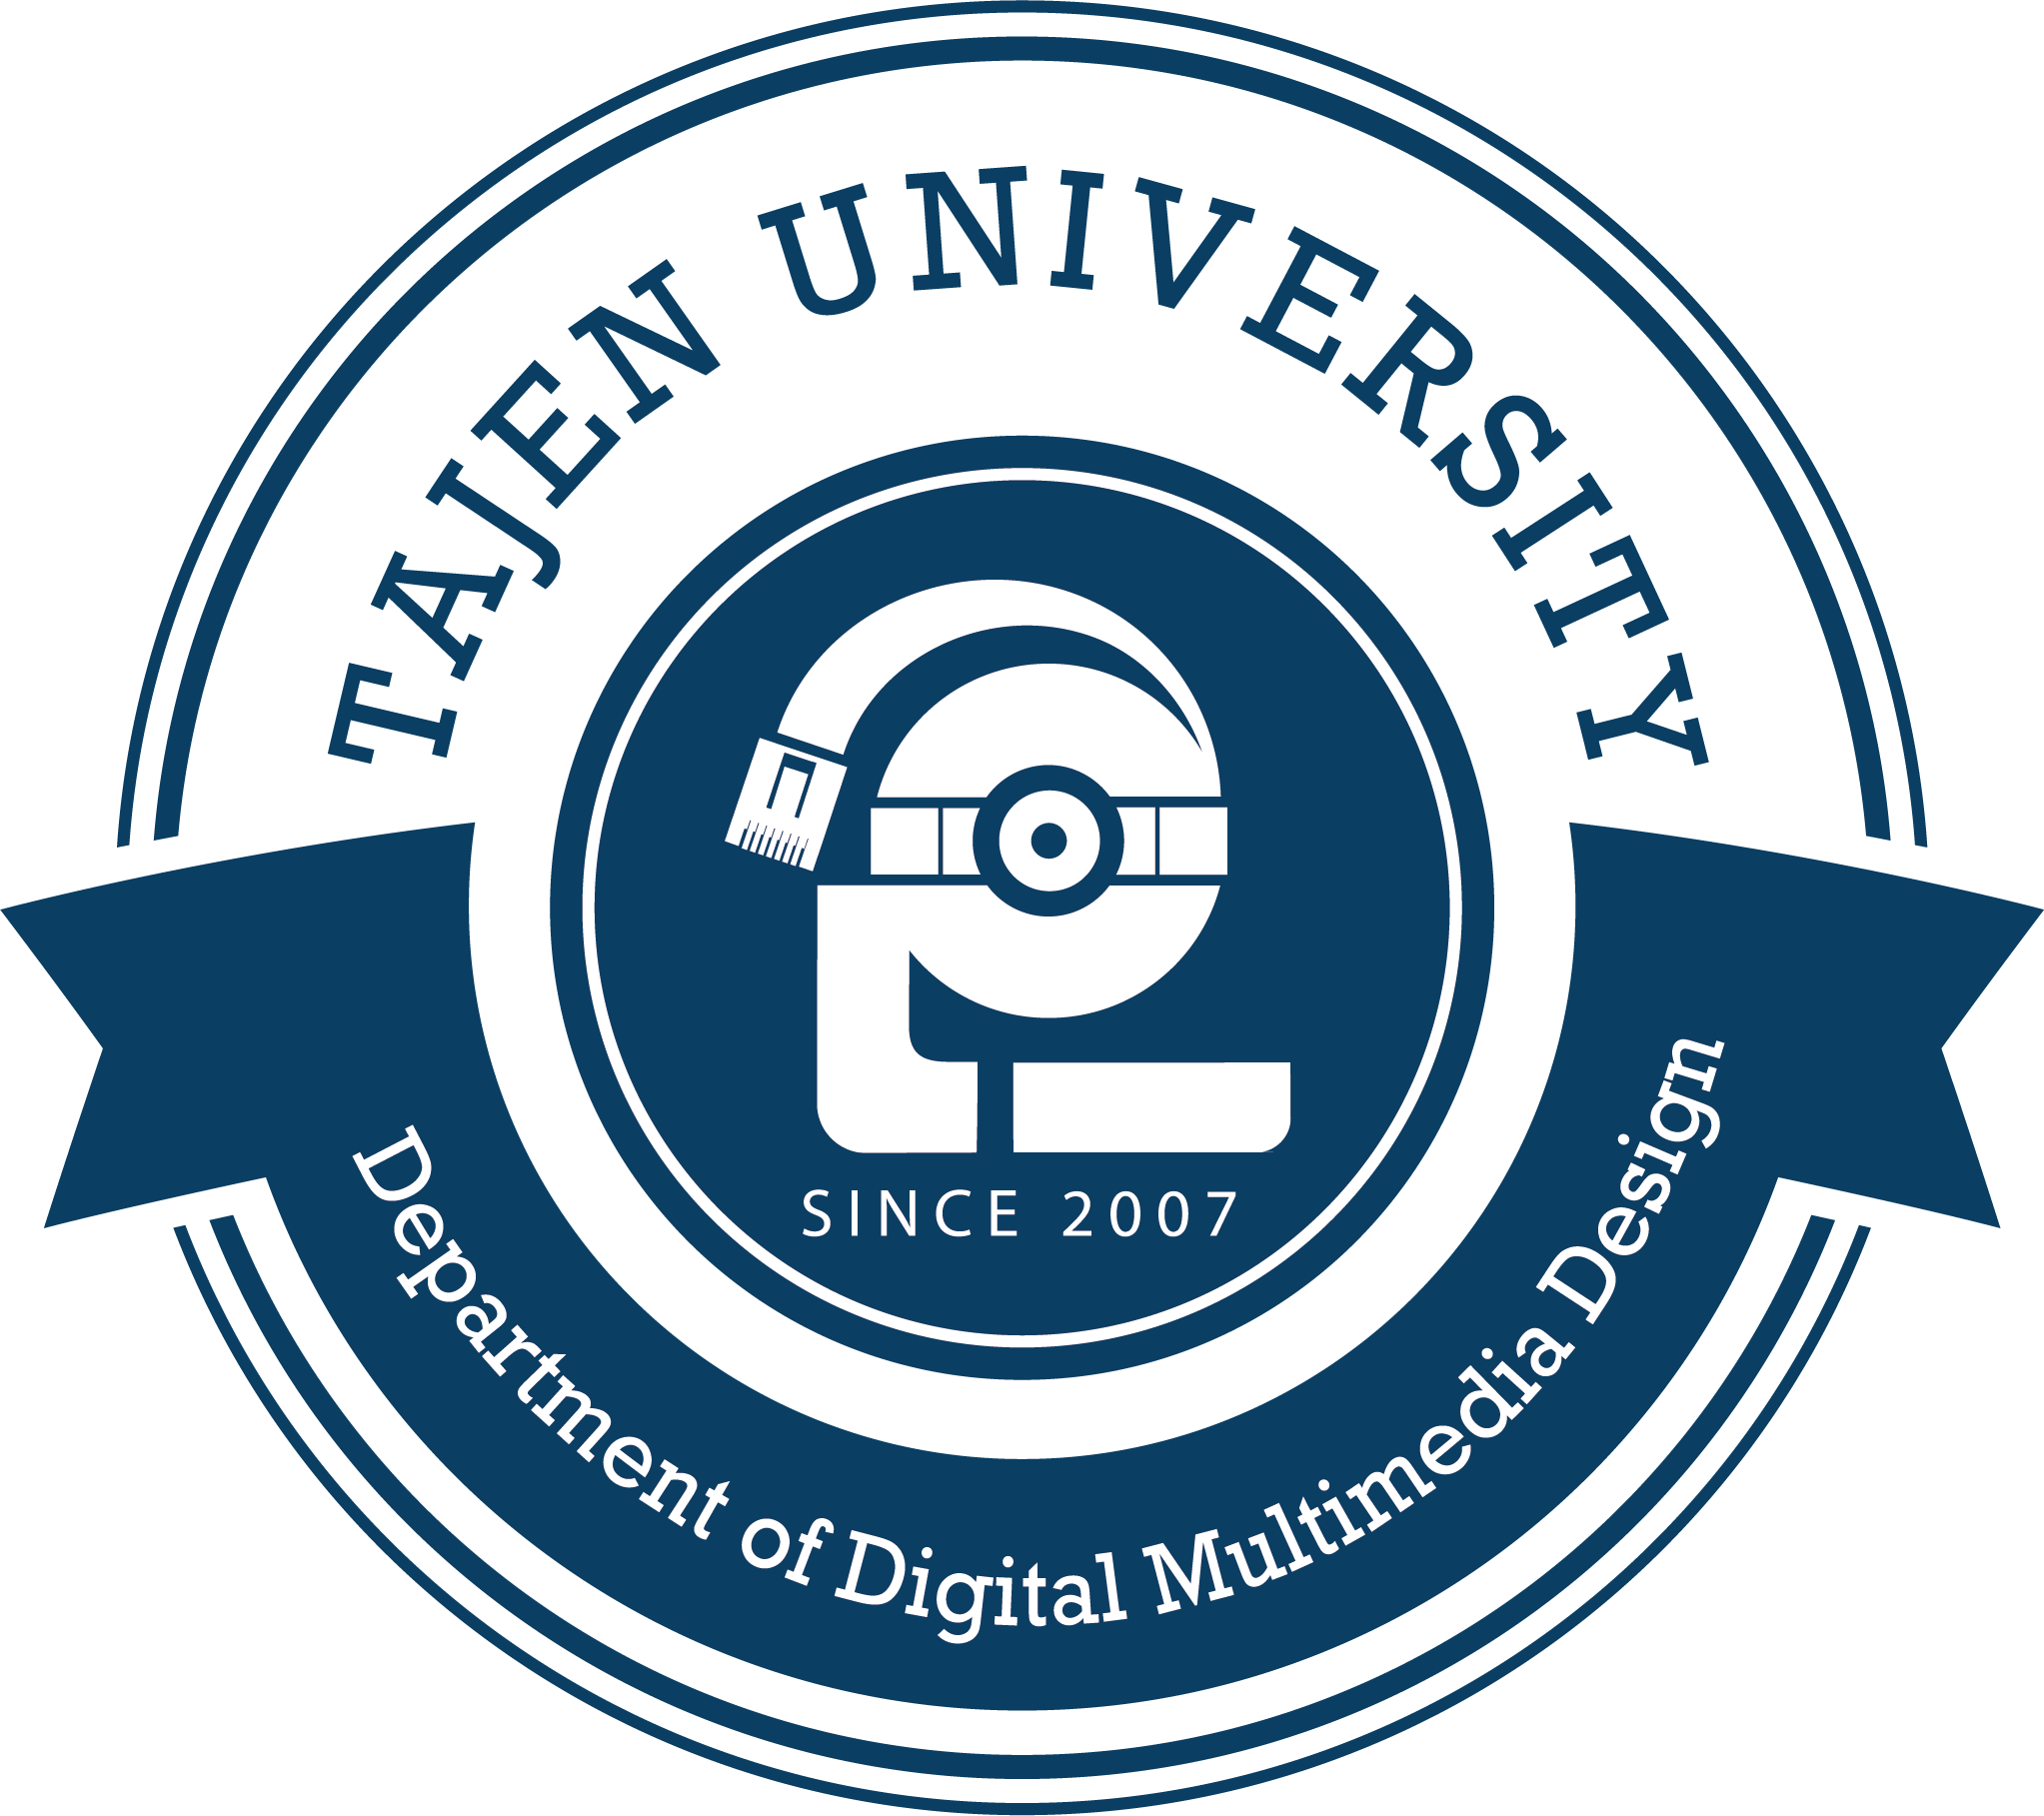 TAJEN UNIVERSITY
SINCE 2007
Department of Digital Multimedia Design